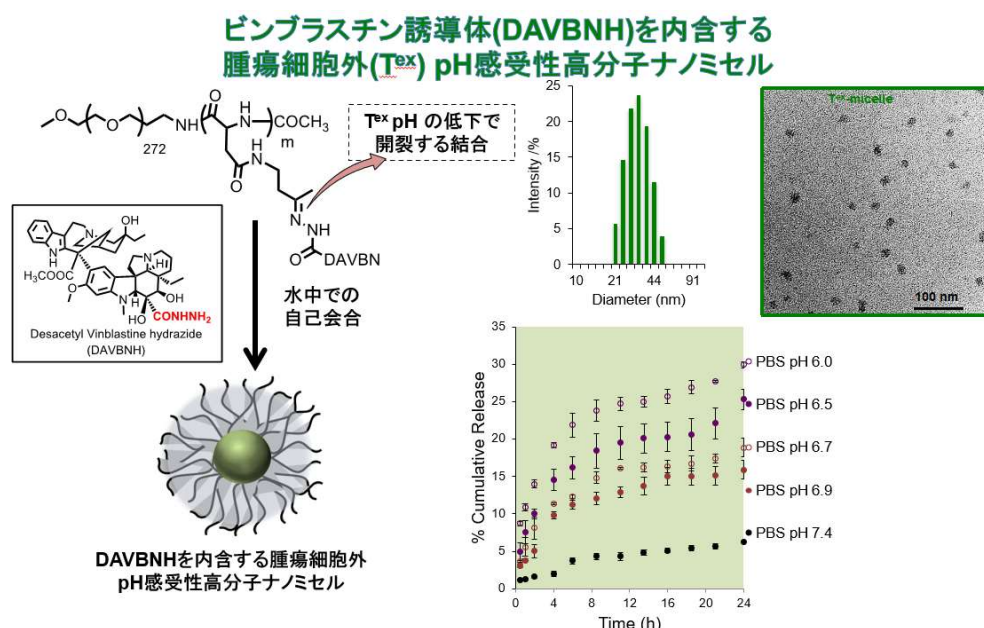 ビンブラスチン誘導体(DAVBNH)を内含する
腫瘍細胞外(Tᵉˣ) pH感受性高分子ナノミセル
O
O
NH
272
O
H
N
COCH₃
m
O
NH
N
NH
O
DAVBN
Tᵉˣ pH の低下で
開裂する結合
N
OH
N
H
CH₃OOC
O
N
H
N
H
OH
HO
CONHNH₂
Desacetyl Vinblastine hydrazide
(DAVBNH)
水中での
自己会合
DAVBNHを内含する腫瘍細胞外
pH感受性高分子ナノミセル
Intensity /%
25
20
15
10
5
0
10 21 44 91
Diameter (nm)
Tᵉˣ-micelle
100 nm
% Cumulative Release
35
30
25
20
15
10
5
0
0 4 8 12 16 20 24
Time (h)
PBS pH 6.0
PBS pH 6.5
PBS pH 6.7
PBS pH 6.9
PBS pH 7.4